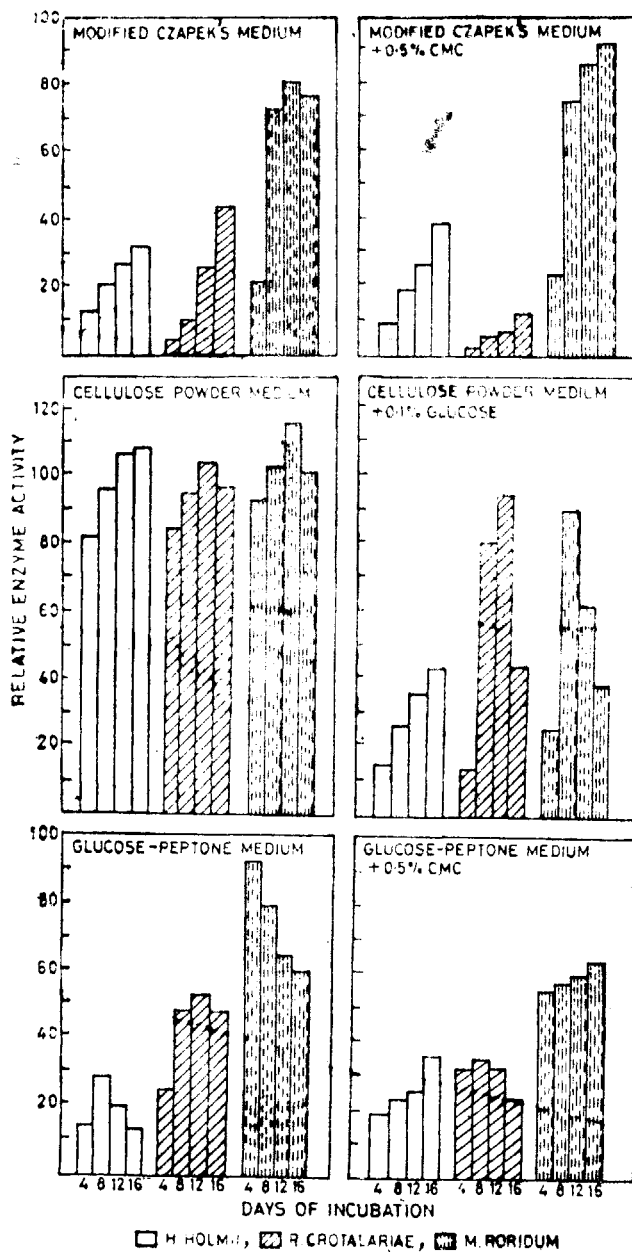 MODIFIED CZAPEK'S MEDIUM
100
80
60
40
20
MODIFIED CZAPEK'S MEDIUM
+0·5% CMC
CELLULOSE POWDER MEDIUM
120
100
80
60
40
20
CELLULOSE POWDER MEDIUM
+0·1% GLUCOSE
RELATIVE ENZYME ACTIVITY
GLUCOSE-PEPTONE MEDIUM
100
80
60
40
20
4 8 12 16 4 8 12 16 4 8 12 16
GLUCOSE-PEPTONE MEDIUM
+0·5% CMC
4 8 12 16 4 8 12 16 4 8 12 16
DAYS OF INCUBATION
H. HOLMII, R. CROTALARIAE, M. RORIDUM